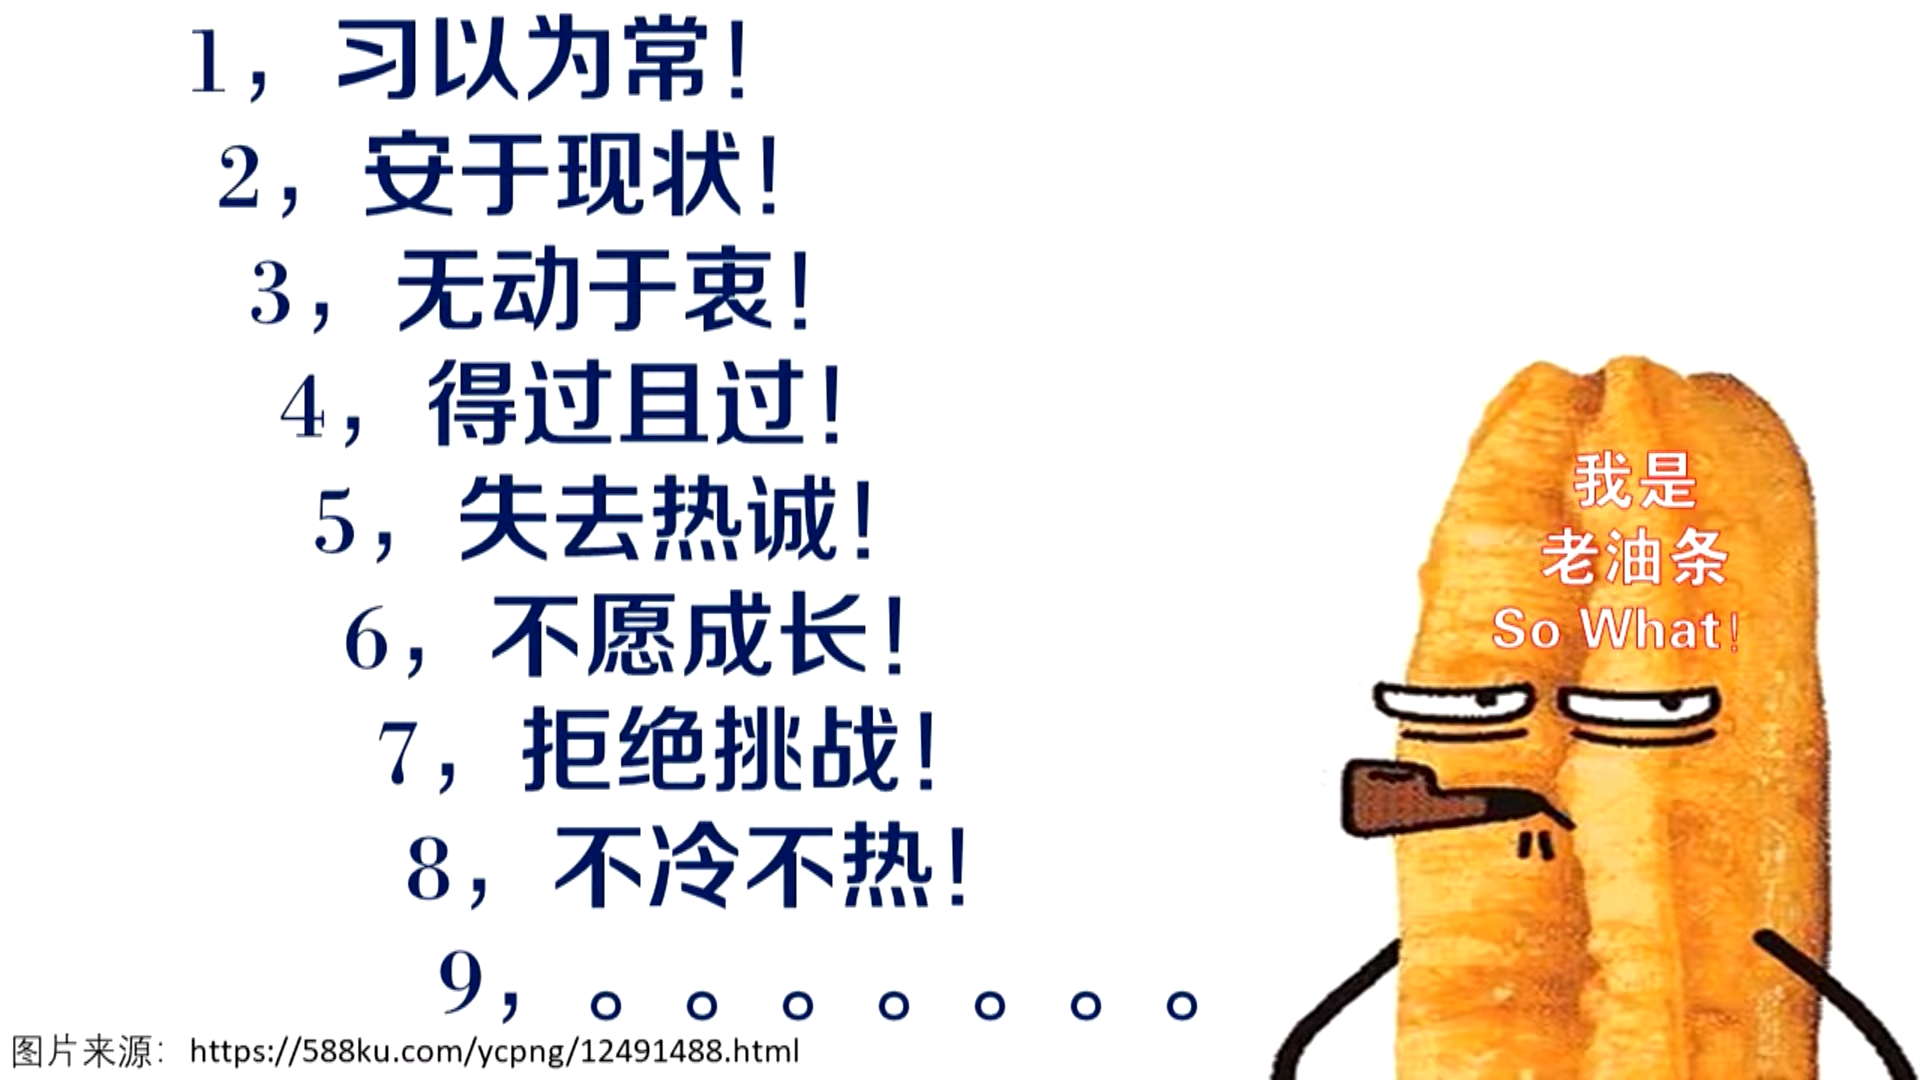 1，习以为常！
2，安于现状！
3，无动于衷！
4，得过且过！
5，失去热诚！
6，不愿成长！
7，拒绝挑战！
8，不冷不热！
9，。。。。。。。
我是
老油条
So What！
图片来源：https://588ku.com/ycpng/12491488.html